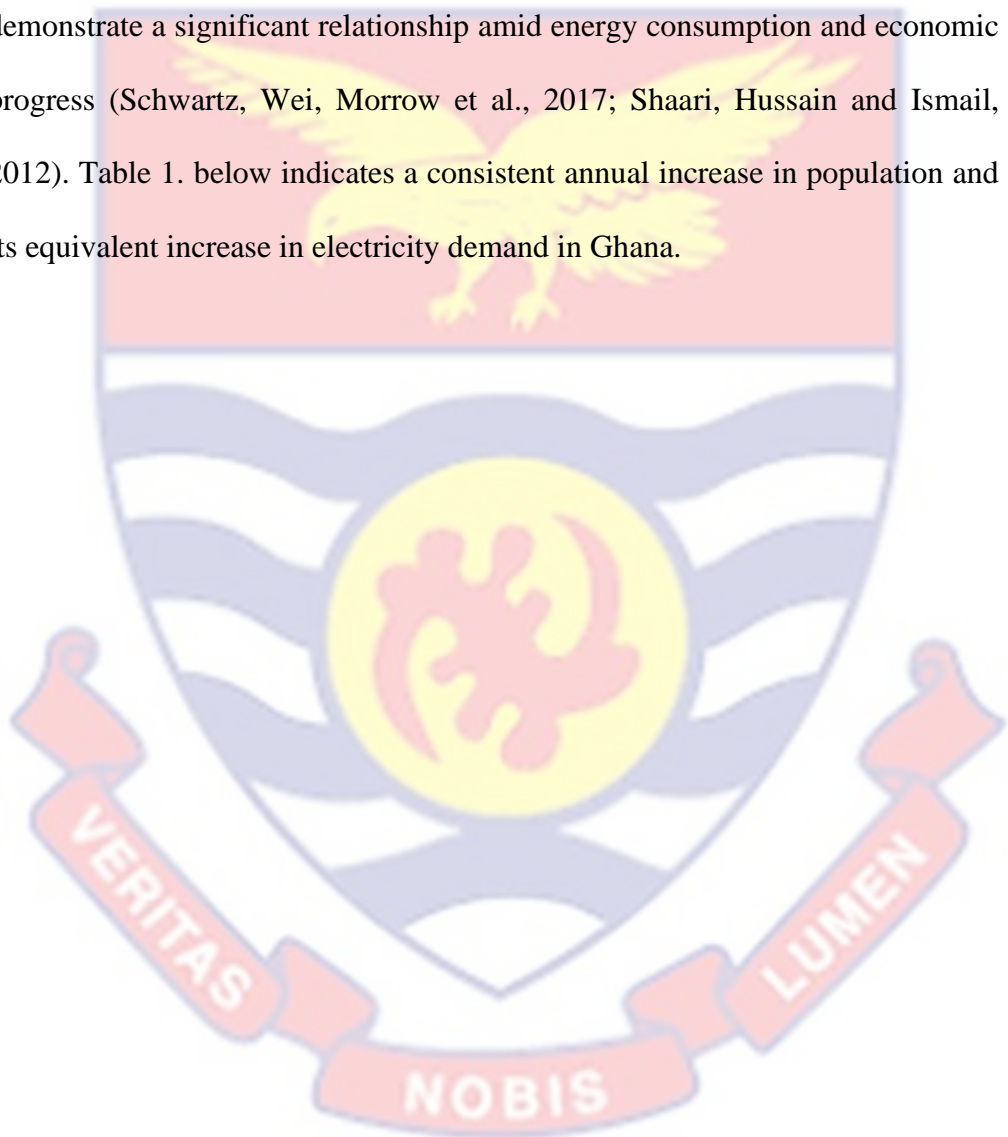 demonstrate a significant relationship amid energy consumption and economic
progress (Schwartz, Wei, Morrow et al., 2017; Shaari, Hussain and Ismail,
2012). Table 1. below indicates a consistent annual increase in population and
its equivalent increase in electricity demand in Ghana.
VERITAS
NOBIS
LUMEN